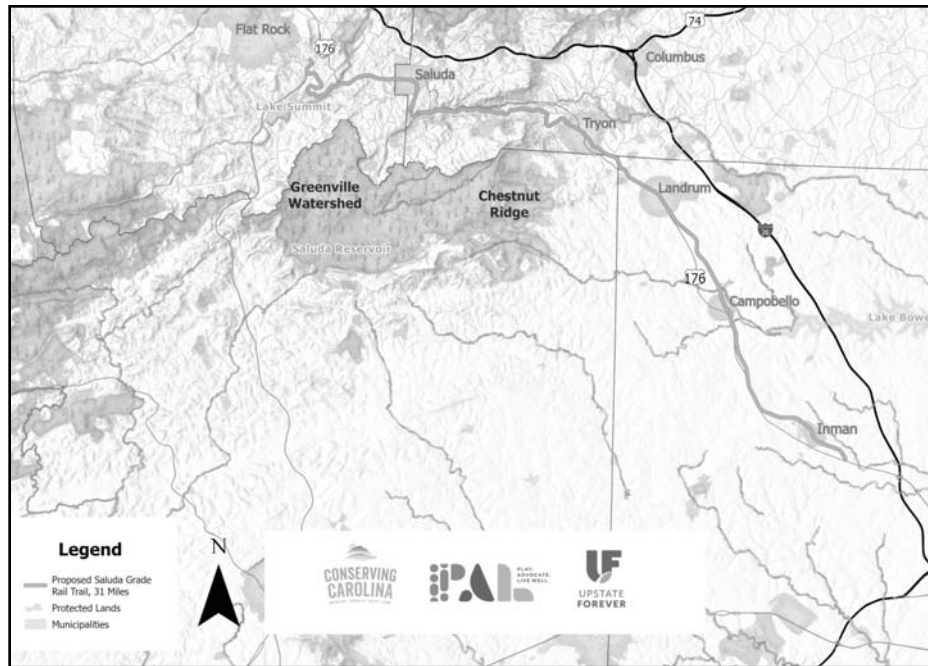 Flat Rock
176
74
Columbus
Saluda
Lake Summit
Tryon
Greenville
Watershed
Chestnut
Ridge
Landrum
26
Saluda Reservoir
176
Campobello
Lake Bowe
Inman
Legend
Proposed Saluda Grade
Rail Trail, 31 Miles
Protected Lands
Municipalities
N
CONSERVING
CAROLINA
PAL
PLAY.
ADVOCATE.
LIVE WELL.
UF
UPSTATE
FOREVER